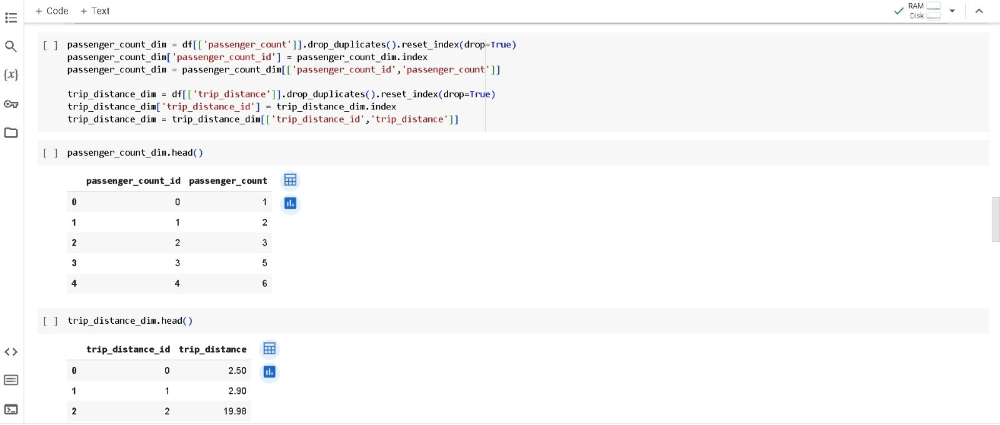 + Code + Text
RAM
Disk
{x}
[ ] passenger_count_dim = df[['passenger_count']].drop_duplicates().reset_index(drop=True)
passenger_count_dim['passenger_count_id'] = passenger_count_dim.index
passenger_count_dim = passenger_count_dim[['passenger_count_id','passenger_count']]
trip_distance_dim = df[['trip_distance']].drop_duplicates().reset_index(drop=True)
trip_distance_dim['trip_distance_id'] = trip_distance_dim.index
trip_distance_dim = trip_distance_dim[['trip_distance_id','trip_distance']]
[ ] passenger_count_dim.head()
passenger_count_id passenger_count
0 0 1
1 1 2
2 2 3
3 3 5
4 4 6
[ ] trip_distance_dim.head()
trip_distance_id trip_distance
0 0 2.50
1 1 2.90
2 2 19.98